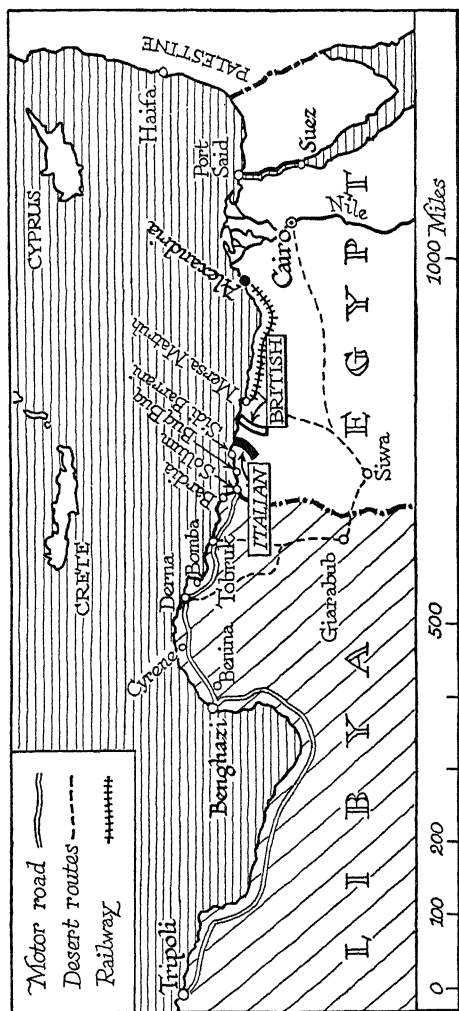 Motor road
Desert routes
Railway
CYPRUS
CRETE
PALESTINE
Haifa
Port
Said
Suez
Nile
Cairo
Alexandria
Mersa Matruh
Sidi Barrani
Buq Buq
Sollum
Bardia
BRITISH
ITALIAN
Tobruk
Bomba
Derna
Cyrene
Benina
Benghazi
Tripoli
Siwa
Giarabub
LIBYA
EGYPT
0
100
200
500
1000 Miles